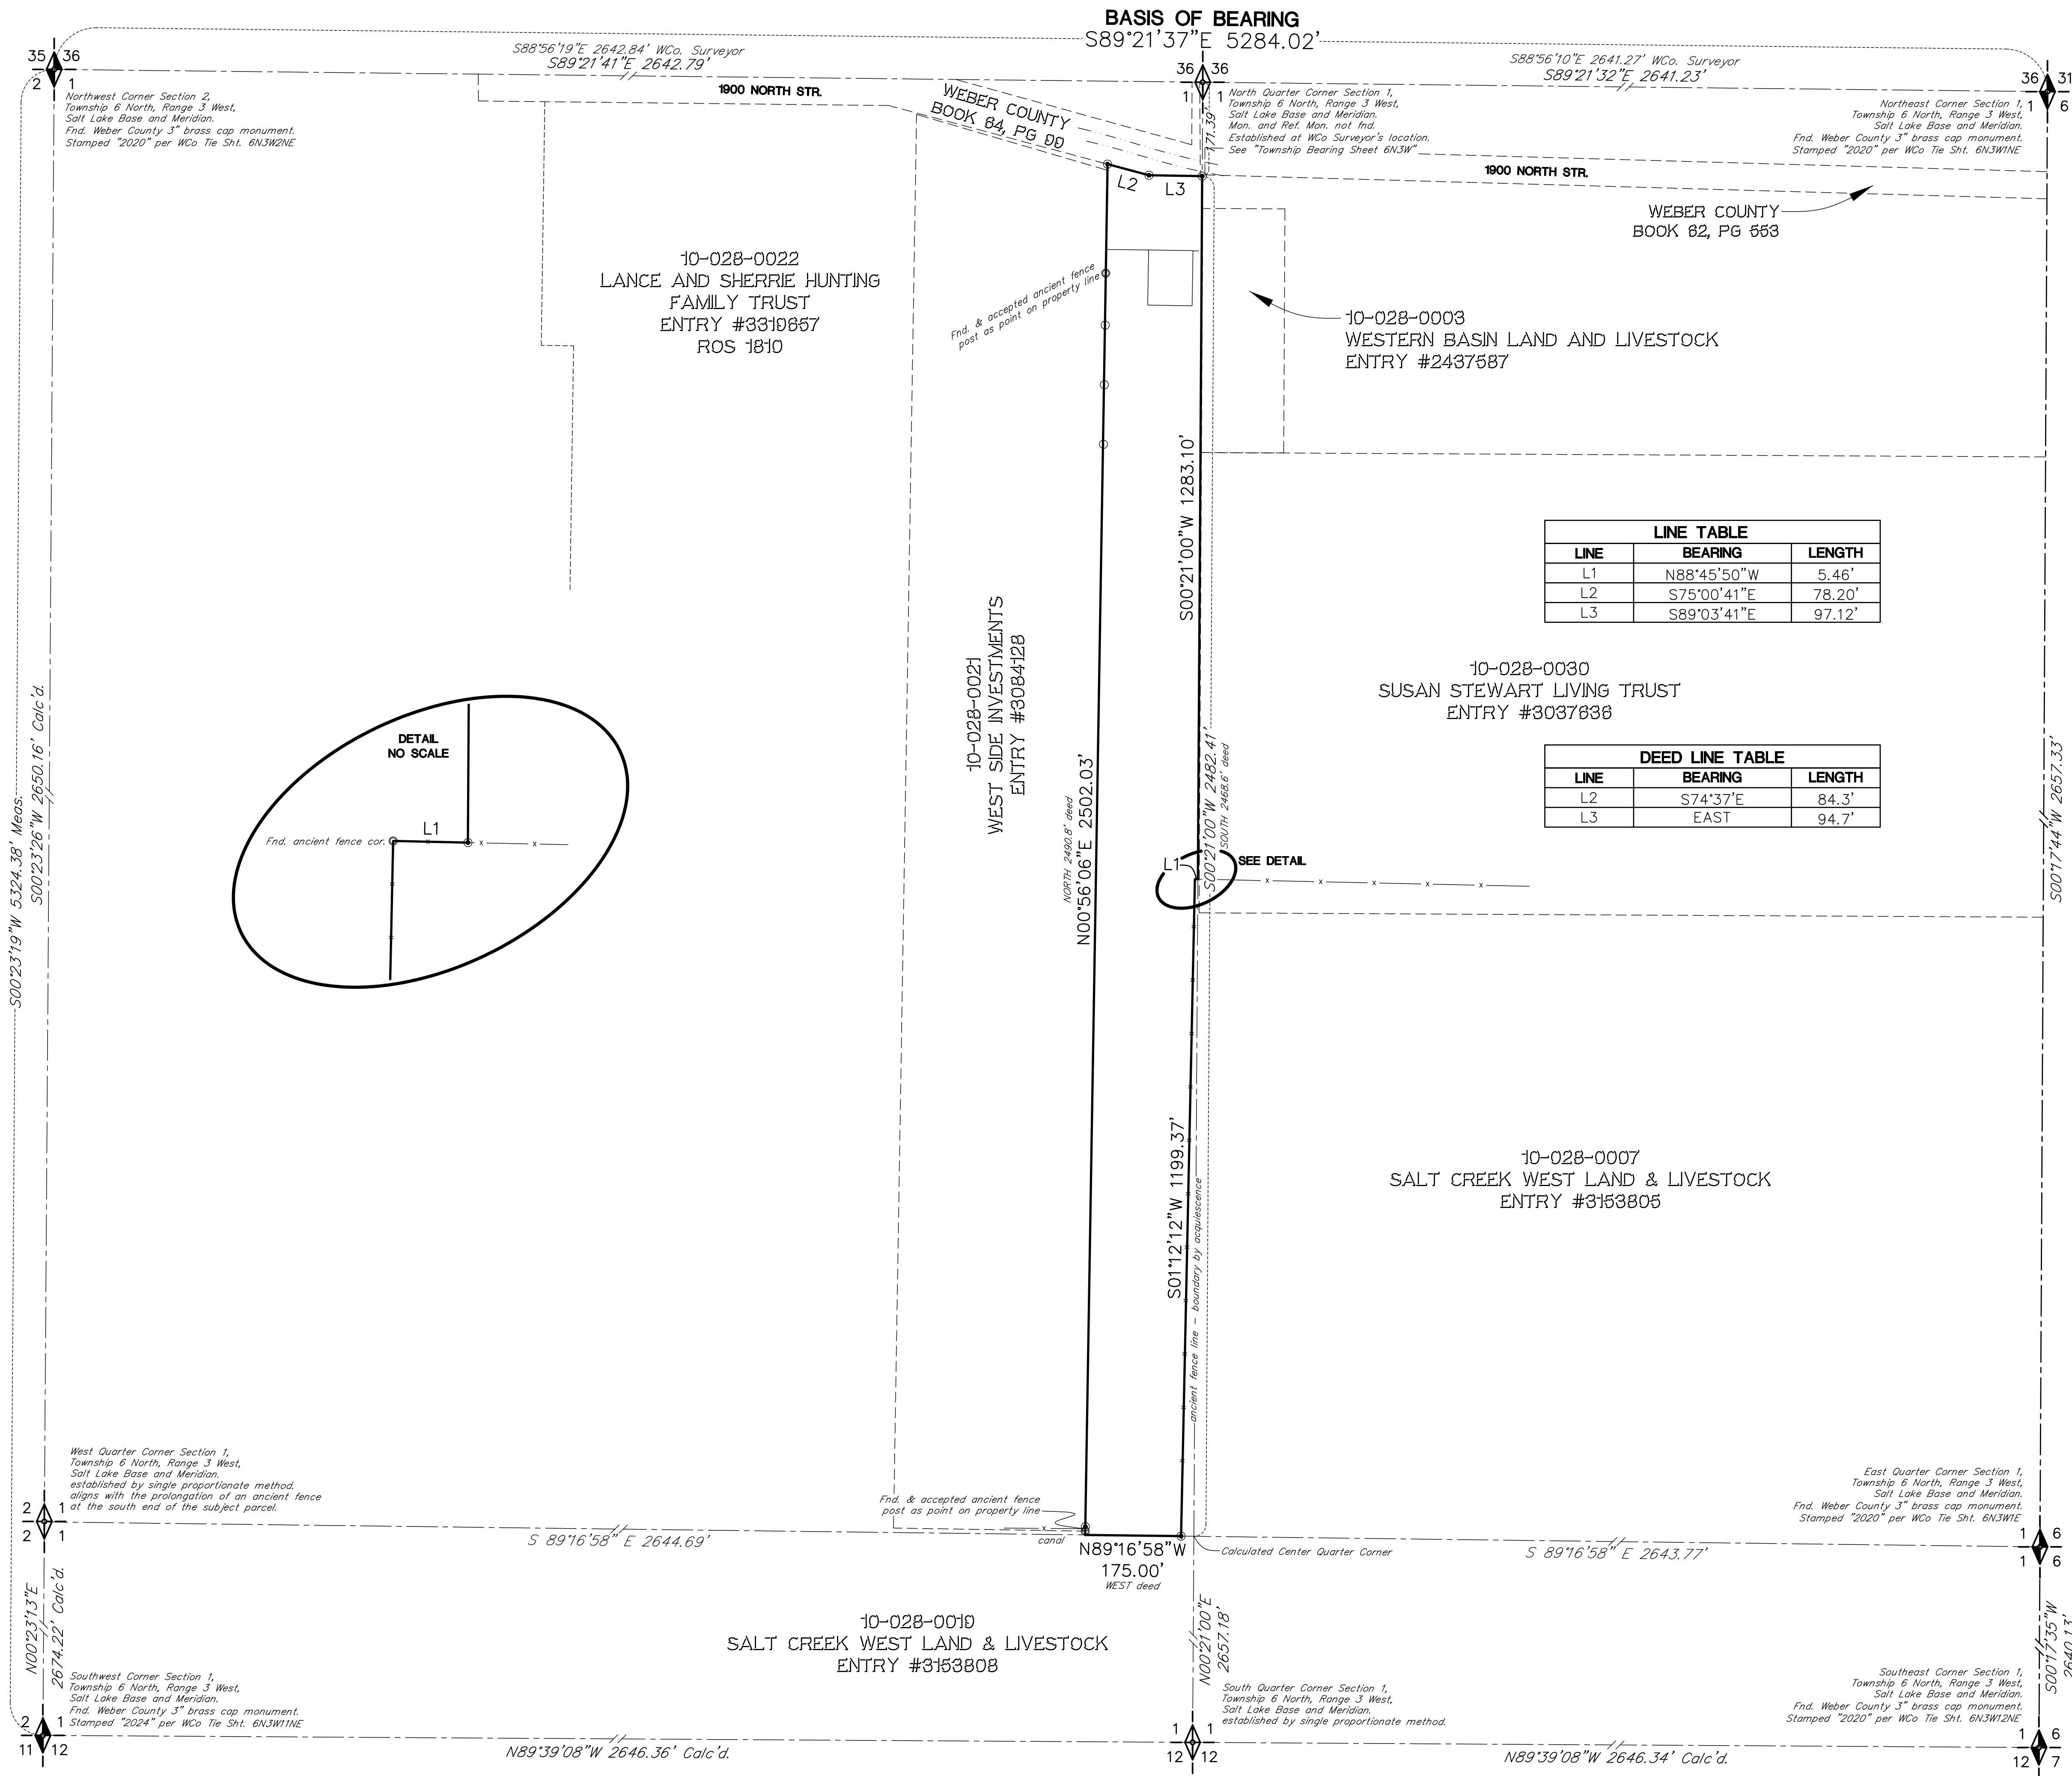 BASIS OF BEARING
S89°21'37"E 5284.02'
S88°56'19"E 2642.84' WCo. Surveyor
S89°21'41"E 2642.79'
S88°56'10"E 2641.27' WCo. Surveyor
S89°21'32"E 2641.23'
35 36
2 1
36 36
1 1
36 31
1 6
Northwest Corner Section 2,
Township 6 North, Range 3 West,
Salt Lake Base and Meridian.
Fnd. Weber County 3" brass cap monument.
Stamped "2020" per WCo Tie Sht. 6N3W2NE
1900 NORTH STR.
WEBER COUNTY
BOOK 64, PG 99
171.39'
North Quarter Corner Section 1,
Township 6 North, Range 3 West,
Salt Lake Base and Meridian.
Mon. and Ref. Mon. not fnd.
Established at WCo Surveyor's location.
See "Township Bearing Sheet 6N3W"
Northeast Corner Section 1,
Township 6 North, Range 3 West,
Salt Lake Base and Meridian.
Fnd. Weber County 3" brass cap monument.
Stamped "2020" per WCo Tie Sht. 6N3W1NE
1900 NORTH STR.
L2
L3
WEBER COUNTY
BOOK 62, PG 553
10-028-0022
LANCE AND SHERRIE HUNTING
FAMILY TRUST
ENTRY #3319657
ROS 1810
Fnd. & accepted ancient fence
post as point on property line
10-028-0003
WESTERN BASIN LAND AND LIVESTOCK
ENTRY #2437587
S00°21'00"W 1283.10'
LINE TABLE
LINE BEARING LENGTH
L1 N88°45'50"W 5.46'
L2 S75°00'41"E 78.20'
L3 S89°03'41"E 97.12'
10-028-0021
WEST SIDE INVESTMENTS
ENTRY #3084128
10-028-0030
SUSAN STEWART LIVING TRUST
ENTRY #3037636
DEED LINE TABLE
LINE BEARING LENGTH
L2 S74°37'E 84.3'
L3 EAST 94.7'
S00°23'19"W 5324.38' Meas.
S00°23'26"W 2650.16' Calc'd.
DETAIL
NO SCALE
L1
Fnd. ancient fence cor.
NORTH 2490.8' deed
N00°56'06"E 2502.03'
S00°21'00"W 2482.41'
SOUTH 2468.6' deed
L1
SEE DETAIL
S00°17'44"W 2657.33'
S01°12'12"W 1199.37'
ancient fence line - boundary by acquiescence
10-028-0007
SALT CREEK WEST LAND & LIVESTOCK
ENTRY #3153805
West Quarter Corner Section 1,
Township 6 North, Range 3 West,
Salt Lake Base and Meridian.
established by single proportionate method.
aligns with the prolongation of an ancient fence
at the south end of the subject parcel.
2 1
2 1
Fnd. & accepted ancient fence
post as point on property line
canal
East Quarter Corner Section 1,
Township 6 North, Range 3 West,
Salt Lake Base and Meridian.
Fnd. Weber County 3" brass cap monument.
Stamped "2020" per WCo Tie Sht. 6N3W1E
1 6
1 6
S 89°16'58" E 2644.69'
N89°16'58"W
175.00'
WEST deed
Calculated Center Quarter Corner
S 89°16'58" E 2643.77'
N00°23'13"E
2674.22' Calc'd.
10-028-0019
SALT CREEK WEST LAND & LIVESTOCK
ENTRY #3153808
N00°21'00"E
2657.18'
S00°17'35"W
2640.13'
Southwest Corner Section 1,
Township 6 North, Range 3 West,
Salt Lake Base and Meridian.
Fnd. Weber County 3" brass cap monument.
Stamped "2024" per WCo Tie Sht. 6N3W11NE
South Quarter Corner Section 1,
Township 6 North, Range 3 West,
Salt Lake Base and Meridian.
established by single proportionate method.
Southeast Corner Section 1,
Township 6 North, Range 3 West,
Salt Lake Base and Meridian.
Fnd. Weber County 3" brass cap monument.
Stamped "2020" per WCo Tie Sht. 6N3W12NE
2 1
11 12
1 1
12 12
1 6
12 7
N89°39'08"W 2646.36' Calc'd.
N89°39'08"W 2646.34' Calc'd.